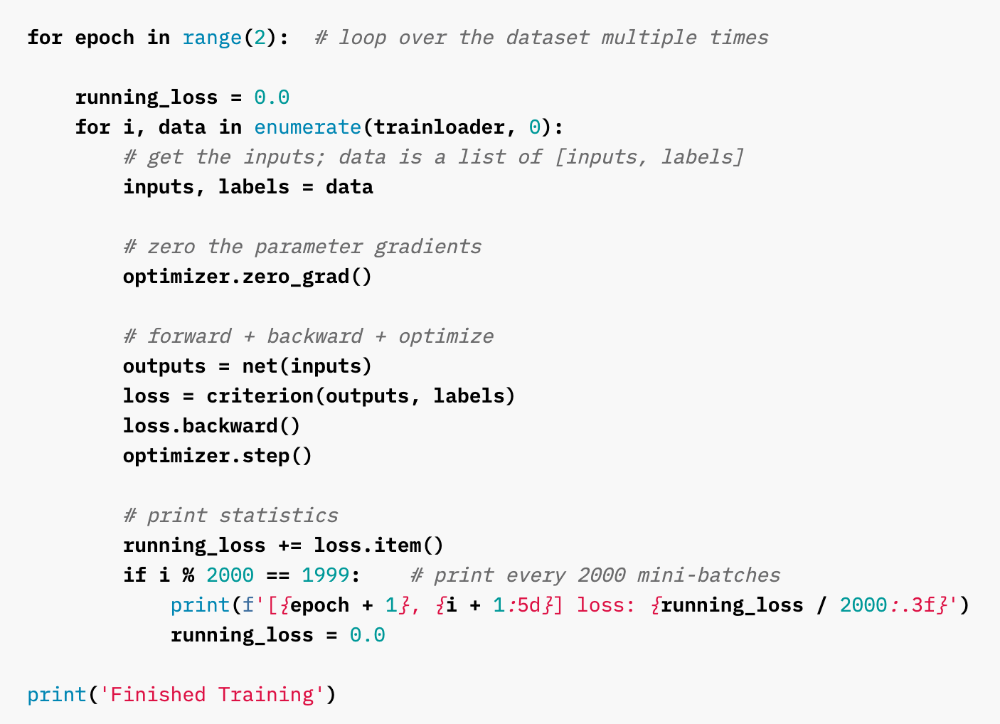 for epoch in range(2):  # loop over the dataset multiple times

    running_loss = 0.0
    for i, data in enumerate(trainloader, 0):
        # get the inputs; data is a list of [inputs, labels]
        inputs, labels = data

        # zero the parameter gradients
        optimizer.zero_grad()

        # forward + backward + optimize
        outputs = net(inputs)
        loss = criterion(outputs, labels)
        loss.backward()
        optimizer.step()

        # print statistics
        running_loss += loss.item()
        if i % 2000 == 1999:    # print every 2000 mini-batches
            print(f'[{epoch + 1}, {i + 1:5d}] loss: {running_loss / 2000:.3f}')
            running_loss = 0.0

print('Finished Training')